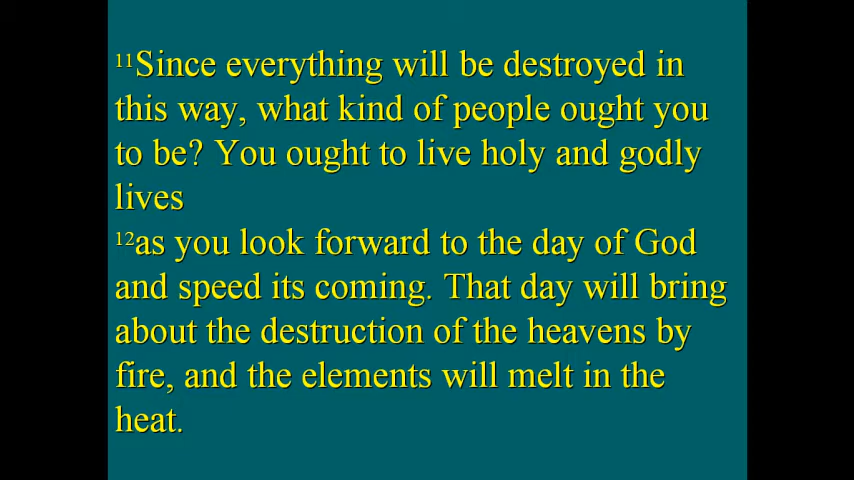 11Since everything will be destroyed in
this way, what kind of people ought you
to be? You ought to live holy and godly
lives
12as you look forward to the day of God
and speed its coming. That day will bring
about the destruction of the heavens by
fire, and the elements will melt in the
heat.